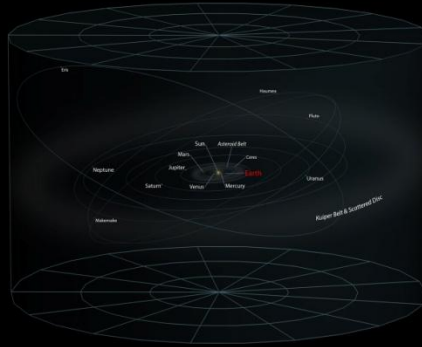 Eris
Haumea
Pluto
Sun
Asteroid Belt
Mars
Ceres
Jupiter
Neptune
Earth
Uranus
Saturn
Venus
Mercury
Kuiper Belt & Scattered Disc
Makemake